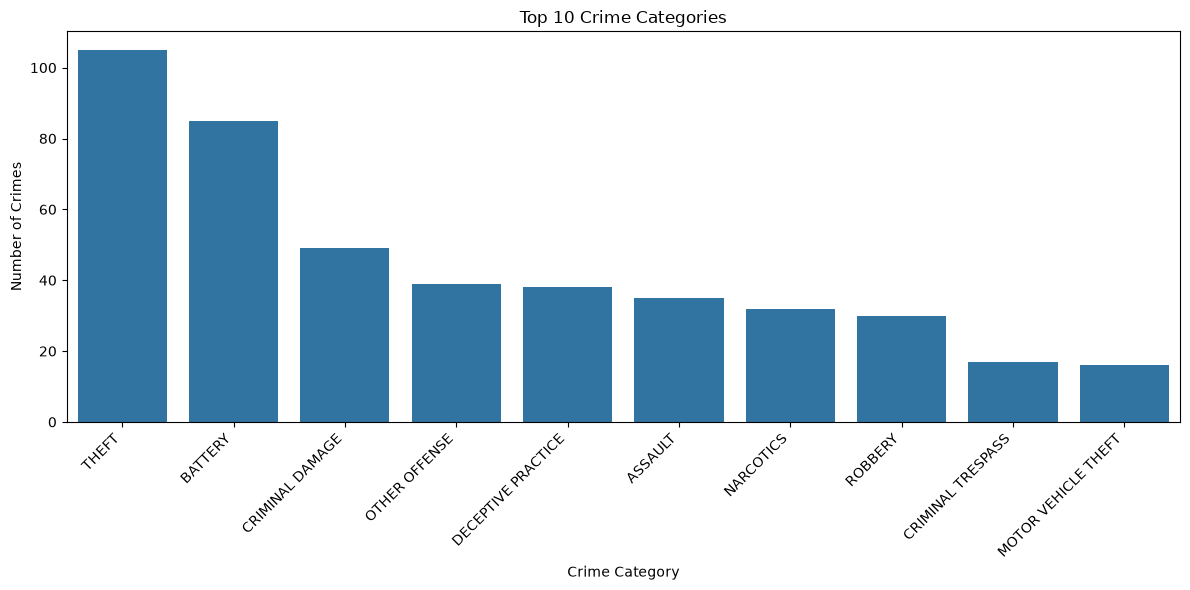 Top 10 Crime Categories
Number of Crimes
100
80
60
40
20
0
THEFT
BATTERY
CRIMINAL DAMAGE
OTHER OFFENSE
DECEPTIVE PRACTICE
ASSAULT
NARCOTICS
ROBBERY
CRIMINAL TRESPASS
MOTOR VEHICLE THEFT
Crime Category